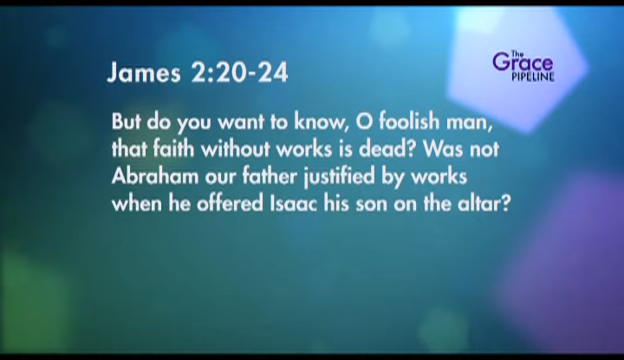 The
Grace
PIPELINE
James 2:20-24
But do you want to know, O foolish man,
that faith without works is dead? Was not
Abraham our father justified by works
when he offered Isaac his son on the altar?